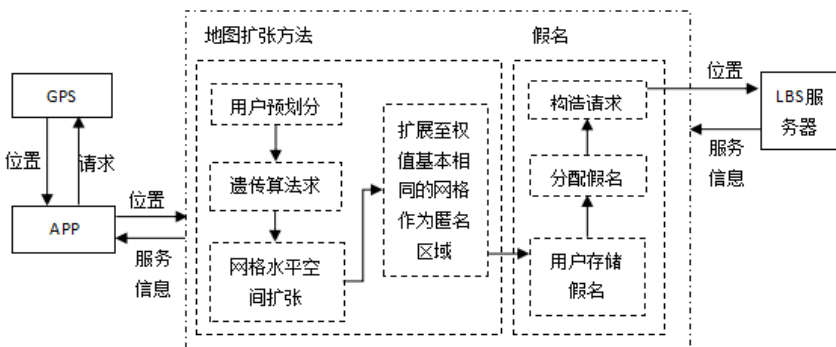 地图扩张方法
假名
GPS
位置
请求
APP
位置
服务
信息
用户预划分
遗传算法求
网格水平空
间扩张
扩展至权
值基本相
同的网格
作为匿名
区域
构造请求
分配假名
用户存储
假名
位置
服务
信息
LBS服
务器